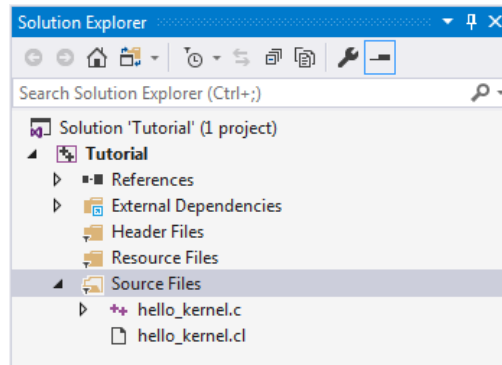 Solution Explorer
Search Solution Explorer (Ctrl+;)
Solution 'Tutorial' (1 project)
Tutorial
References
External Dependencies
Header Files
Resource Files
Source Files
hello_kernel.c
hello_kernel.cl